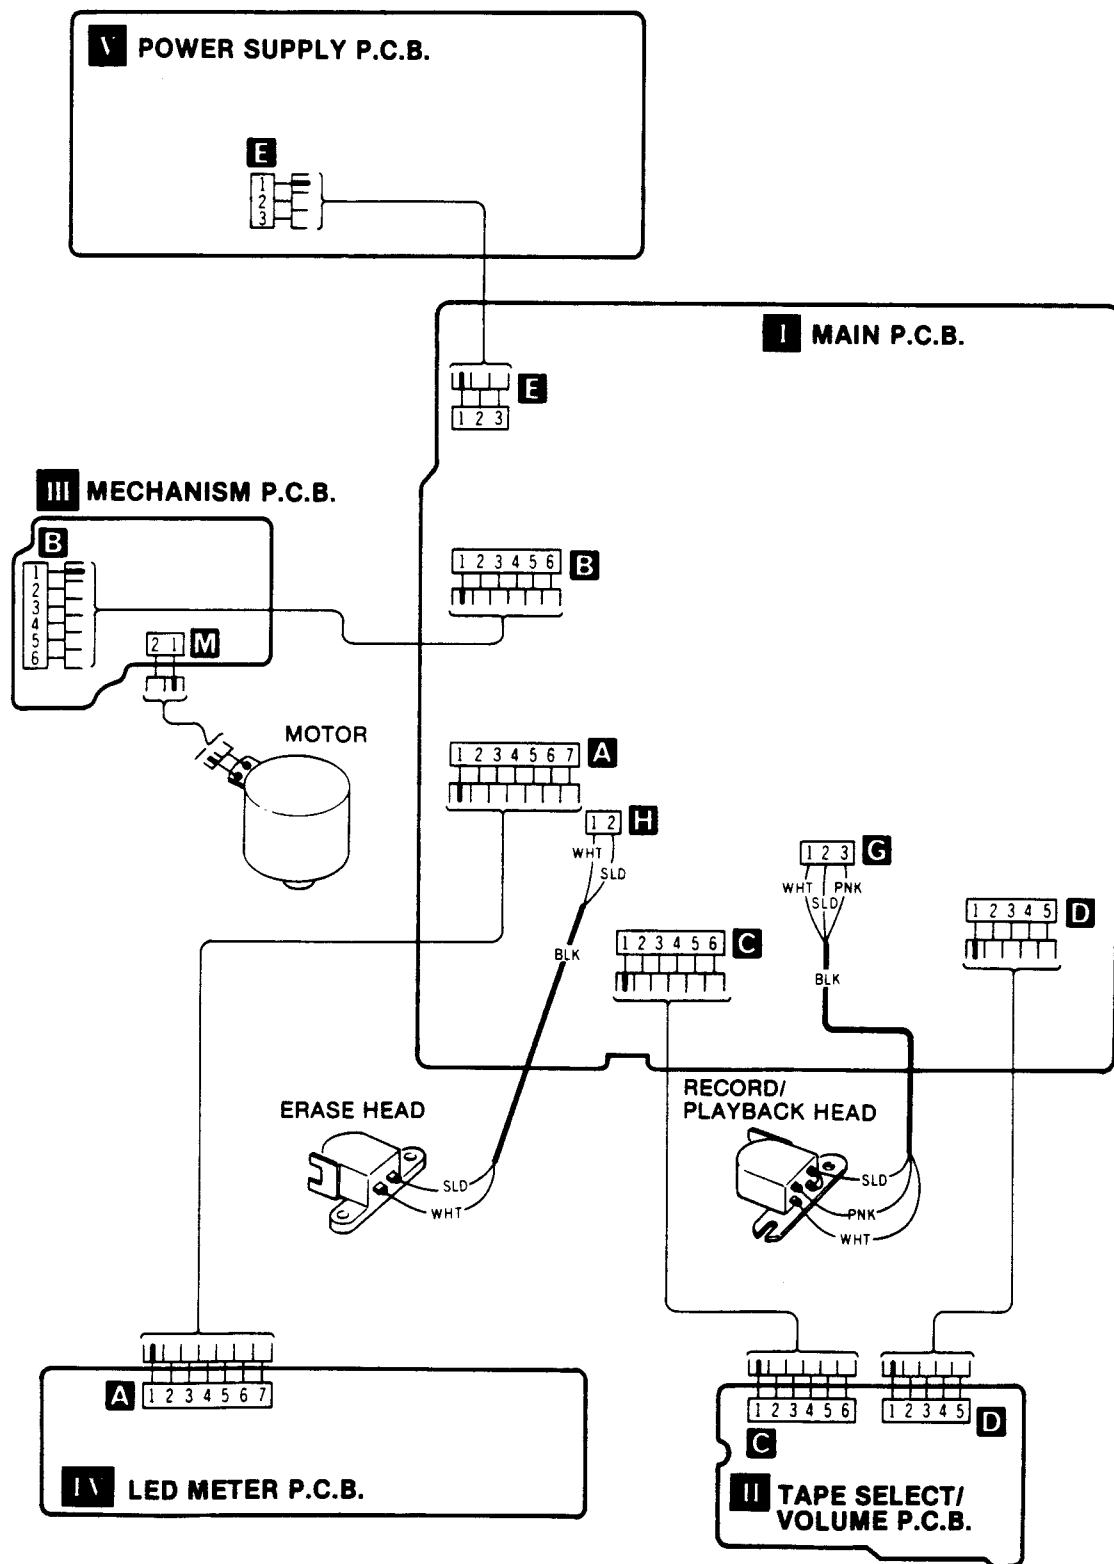 V POWER SUPPLY P.C.B.
E
1
2
3
I MAIN P.C.B.
E
1 2 3
III MECHANISM P.C.B.
B
1
2
3
4
5
6
2 1 M
1 2 3 4 5 6 B
MOTOR
1 2 3 4 5 6 7 A
1 2 H
WHT
SLD
BLK
1 2 3 G
WHT SLD PNK
BLK
1 2 3 4 5 D
1 2 3 4 5 6 C
ERASE HEAD
SLD
WHT
RECORD/
PLAYBACK HEAD
SLD
PNK
WHT
A 1 2 3 4 5 6 7
IV LED METER P.C.B.
1 2 3 4 5 6
C
1 2 3 4 5
D
II TAPE SELECT/
VOLUME P.C.B.